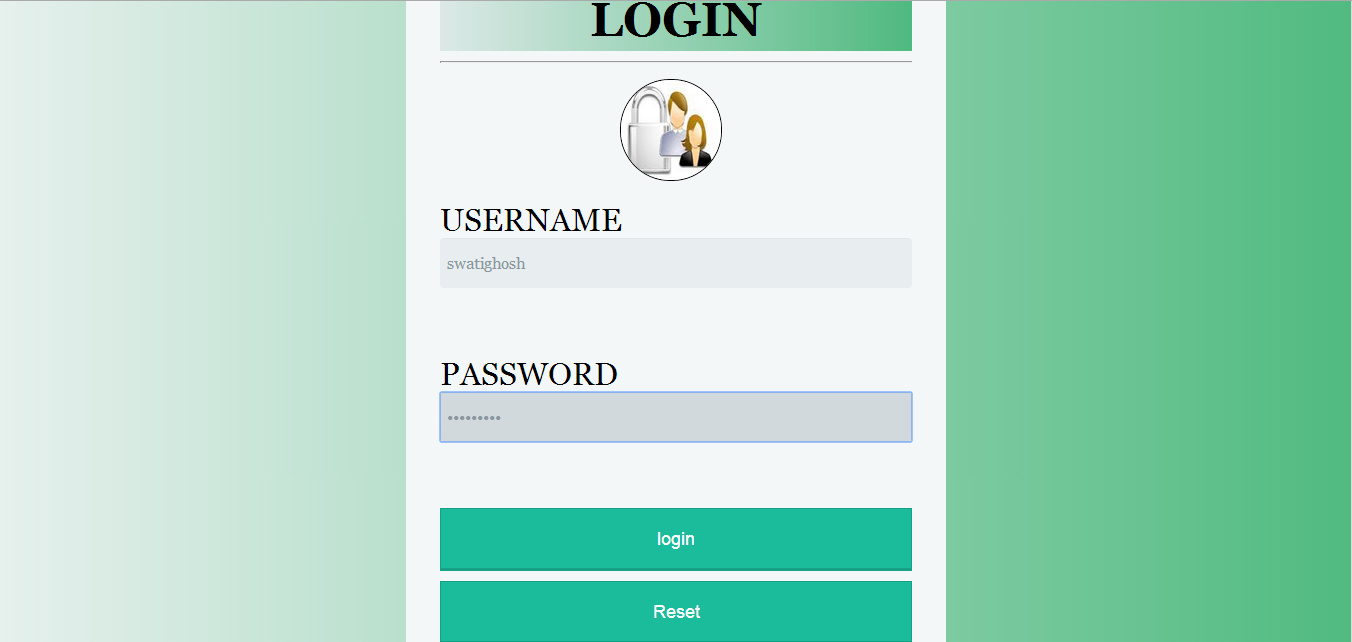 LOGIN
USERNAME
swatighosh
PASSWORD
•••••••••
login
Reset